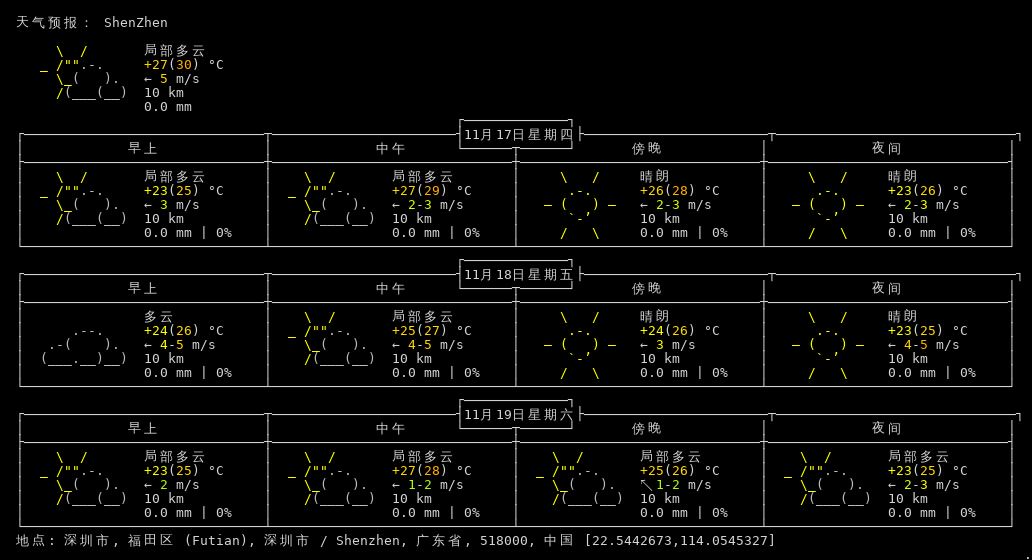 天气预报： ShenZhen
局部多云
+27(30) °C
← 5 m/s
10 km
0.0 mm
11月17日星期四
早上 中午 傍晚 夜间
局部多云 局部多云 晴朗 晴朗
+23(25) °C +27(29) °C +26(28) °C +23(26) °C
← 3 m/s ← 2-3 m/s ← 2-3 m/s ← 2-3 m/s
10 km 10 km 10 km 10 km
0.0 mm | 0% 0.0 mm | 0% 0.0 mm | 0% 0.0 mm | 0%
11月18日星期五
早上 中午 傍晚 夜间
多云 局部多云 晴朗 晴朗
+24(26) °C +25(27) °C +24(26) °C +23(25) °C
← 4-5 m/s ← 4-5 m/s ← 3 m/s ← 4-5 m/s
10 km 10 km 10 km 10 km
0.0 mm | 0% 0.0 mm | 0% 0.0 mm | 0% 0.0 mm | 0%
11月19日星期六
早上 中午 傍晚 夜间
局部多云 局部多云 局部多云 局部多云
+23(25) °C +27(28) °C +25(26) °C +23(25) °C
← 2 m/s ← 1-2 m/s ↖ 1-2 m/s ← 2-3 m/s
10 km 10 km 10 km 10 km
0.0 mm | 0% 0.0 mm | 0% 0.0 mm | 0% 0.0 mm | 0%
地点: 深圳市, 福田区 (Futian), 深圳市 / Shenzhen, 广东省, 518000, 中国 [22.5442673,114.0545327]